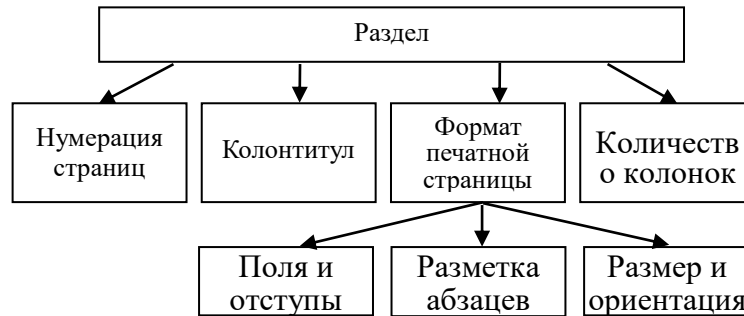 Раздел
Нумерация
страниц
Колонтитул
Формат
печатной
страницы
Количеств
о колонок
Поля и
отступы
Разметка
абзацев
Размер и
ориентация